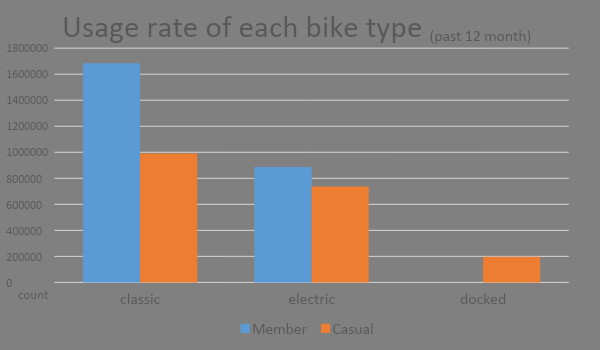 Usage rate of each bike type (past 12 month)
1800000
1600000
1400000
1200000
1000000
800000
600000
400000
200000
0
count
classic electric docked
Member Casual